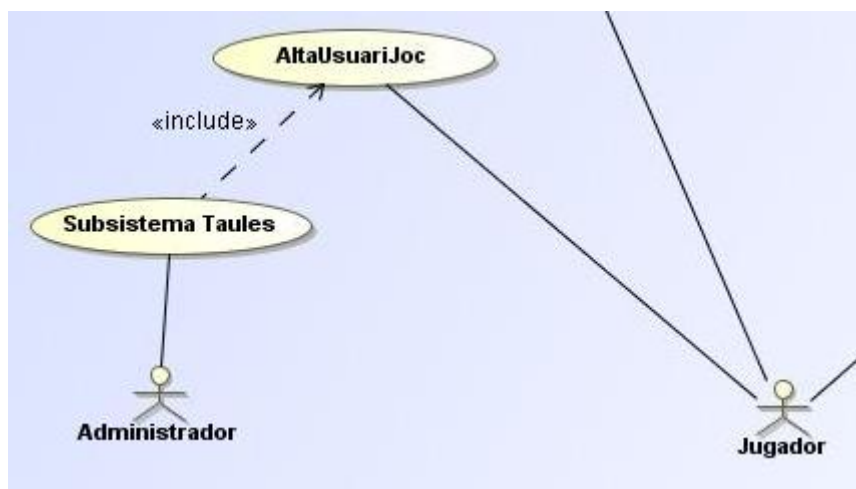 AltaUsuariJoc
«include»
Subsistema Taules
Administrador
Jugador